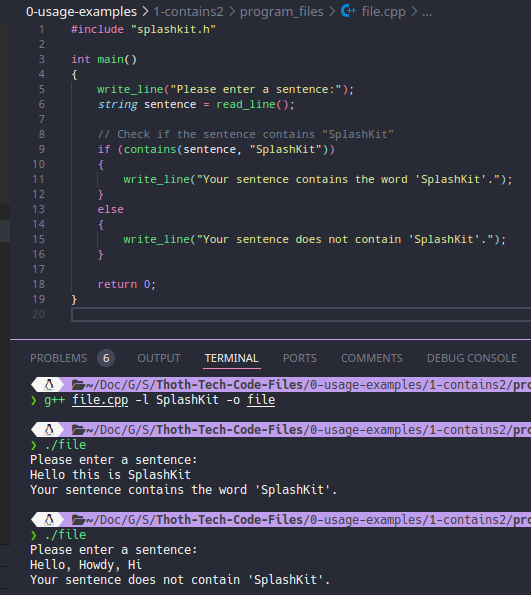 0-usage-examples > 1-contains2 > program_files > file.cpp > ...
1 #include "splashkit.h"
2
3 int main()
4 {
5 write_line("Please enter a sentence:");
6 string sentence = read_line();
7
8 // Check if the sentence contains "SplashKit"
9 if (contains(sentence, "SplashKit"))
10 {
11 write_line("Your sentence contains the word 'SplashKit'.");
12 }
13 else
14 {
15 write_line("Your sentence does not contain 'SplashKit'.");
16 }
17
18 return 0;
19 }
20
PROBLEMS 6 OUTPUT TERMINAL PORTS COMMENTS DEBUG CONSOLE
~/Doc/G/S/Thoth-Tech-Code-Files/0-usage-examples/1-contains2/pro
❯ g++ file.cpp -l SplashKit -o file
~/Doc/G/S/Thoth-Tech-Code-Files/0-usage-examples/1-contains2/pro
❯ ./file
Please enter a sentence:
Hello this is SplashKit
Your sentence contains the word 'SplashKit'.
~/Doc/G/S/Thoth-Tech-Code-Files/0-usage-examples/1-contains2/pro
❯ ./file
Please enter a sentence:
Hello, Howdy, Hi
Your sentence does not contain 'SplashKit'.